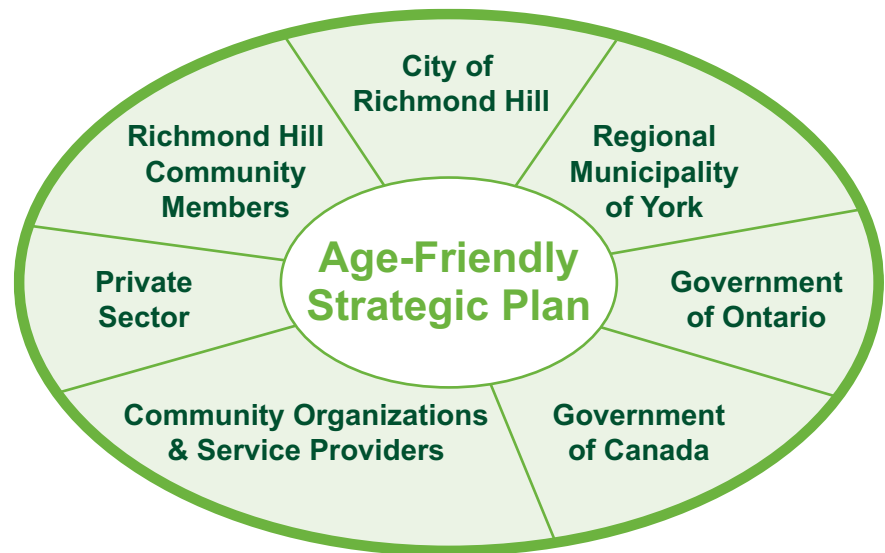 City of
Richmond Hill
Regional
Municipality
of York
Government
of Ontario
Government
of Canada
Community Organizations
& Service Providers
Private
Sector
Richmond Hill
Community
Members
Age-Friendly
Strategic Plan